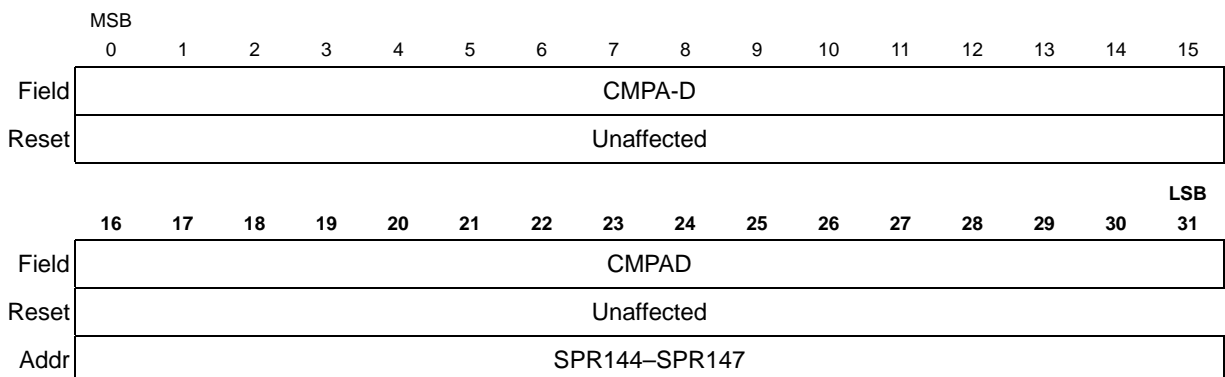 MSB
0 1 2 3 4 5 6 7 8 9 10 11 12 13 14 15
Field CMPA-D
Reset Unaffected
LSB
16 17 18 19 20 21 22 23 24 25 26 27 28 29 30 31
Field CMPAD
Reset Unaffected
Addr SPR144–SPR147